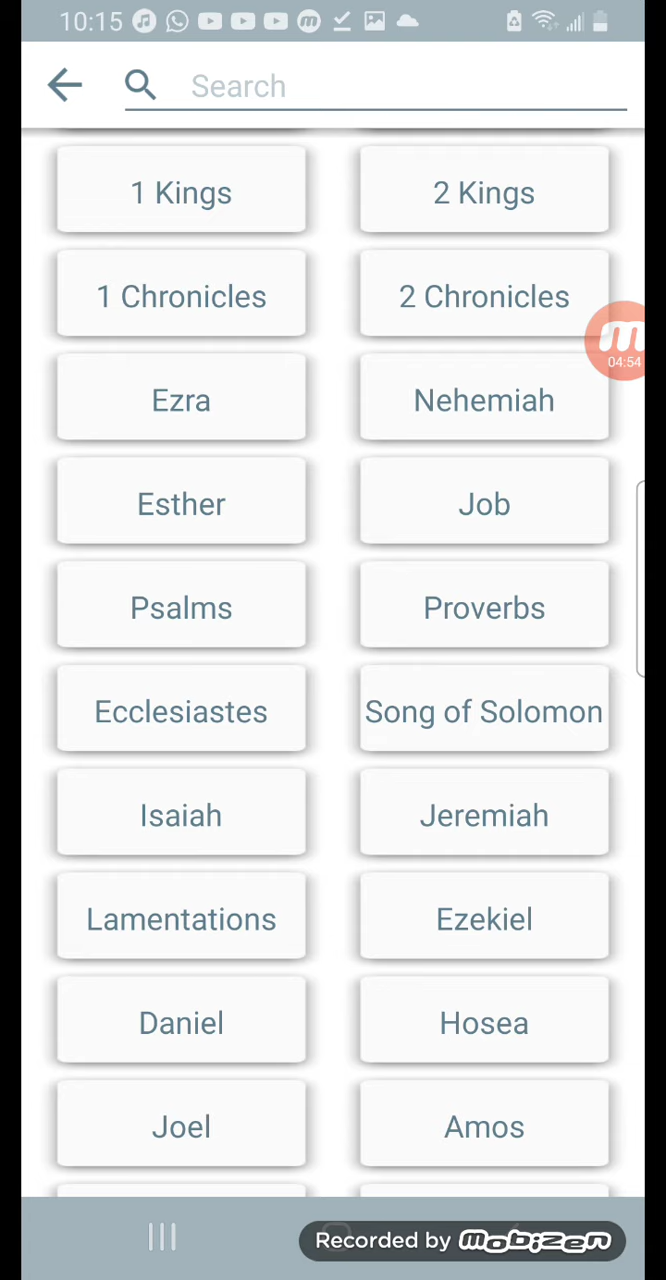 10:15
Search
1 Kings
2 Kings
1 Chronicles
2 Chronicles
04:54
Ezra
Nehemiah
Esther
Job
Psalms
Proverbs
Ecclesiastes
Song of Solomon
Isaiah
Jeremiah
Lamentations
Ezekiel
Daniel
Hosea
Joel
Amos
Recorded by mobizen